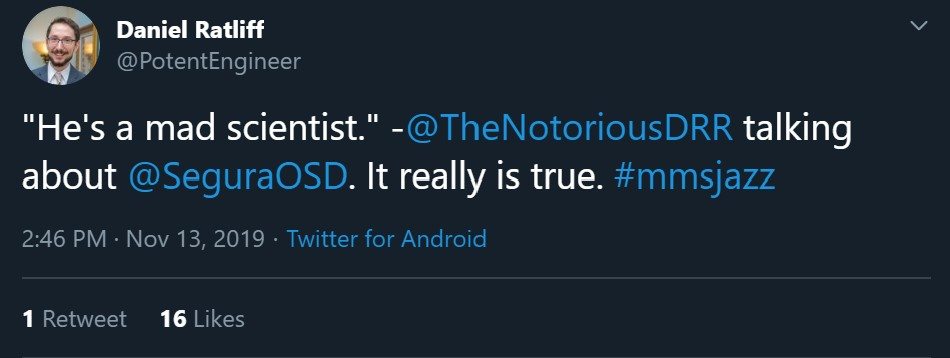 Daniel Ratliff
@PotentEngineer
"He's a mad scientist." -@TheNotoriousDRR talking
about @SeguraOSD. It really is true. #mmsjazz
2:46 PM · Nov 13, 2019 · Twitter for Android
1 Retweet 16 Likes